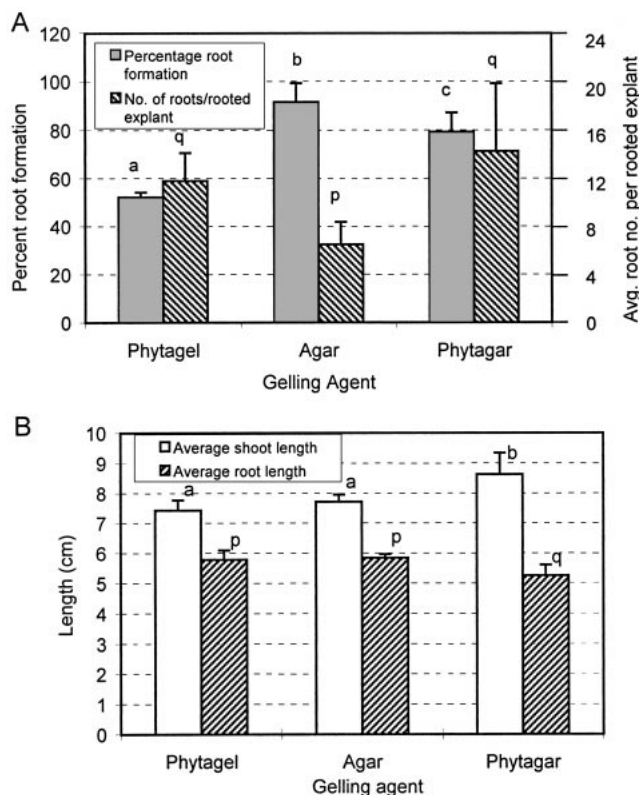 A
120
100
80
60
40
20
0
Percent root formation
Percentage root
formation
No. of roots/rooted
explant
a
q
b
p
c
q
24
20
16
12
8
4
0
Avg. root no. per rooted explant
Phytagel Agar Phytagar
Gelling Agent
B
10
9
8
7
6
5
4
3
2
1
0
Length (cm)
Average shoot length
Average root length
a
p
a
p
b
q
Phytagel Agar Phytagar
Gelling agent